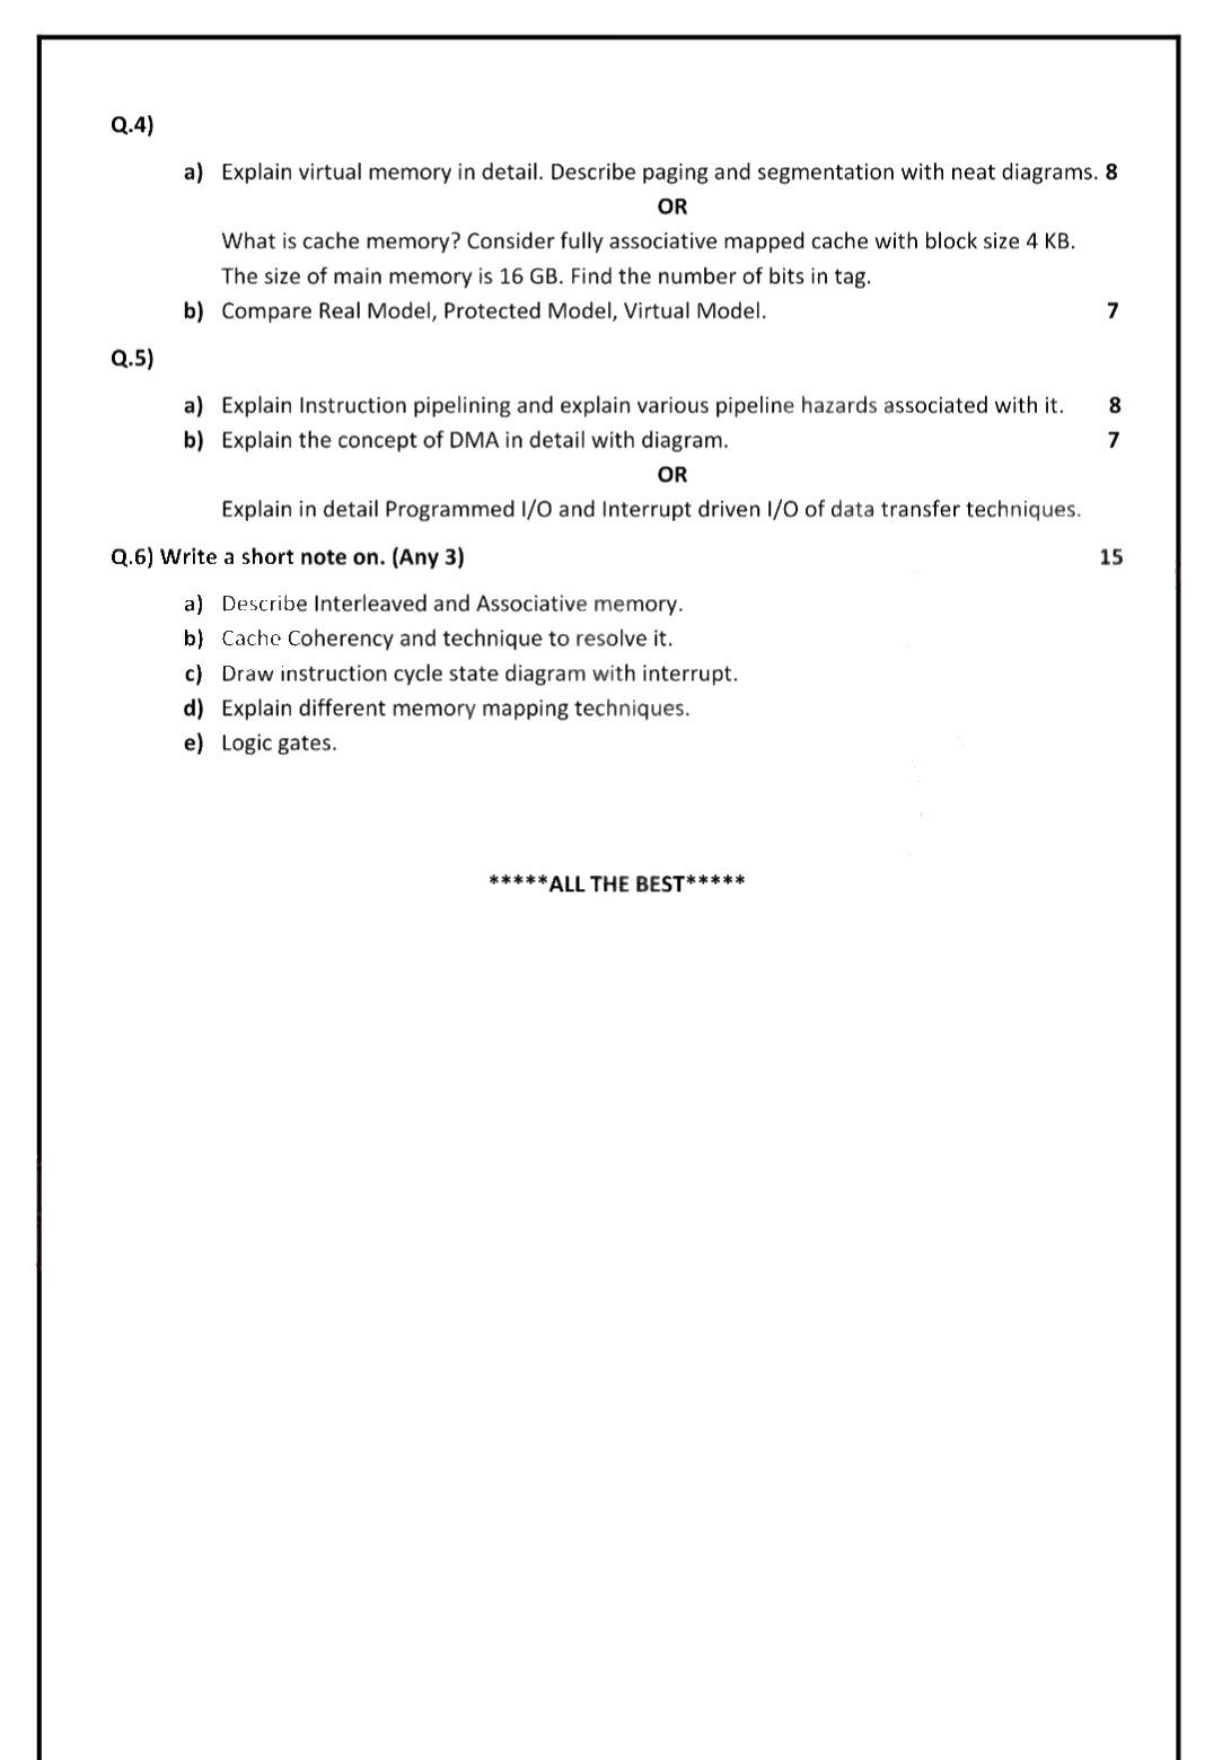 Q.4)
a) Explain virtual memory in detail. Describe paging and segmentation with neat diagrams. 8
OR
What is cache memory? Consider fully associative mapped cache with block size 4 KB.
The size of main memory is 16 GB. Find the number of bits in tag.
b) Compare Real Model, Protected Model, Virtual Model. 7
Q.5)
a) Explain Instruction pipelining and explain various pipeline hazards associated with it. 8
b) Explain the concept of DMA in detail with diagram. 7
OR
Explain in detail Programmed I/O and Interrupt driven I/O of data transfer techniques.
Q.6) Write a short note on. (Any 3) 15
a) Describe Interleaved and Associative memory.
b) Cache Coherency and technique to resolve it.
c) Draw instruction cycle state diagram with interrupt.
d) Explain different memory mapping techniques.
e) Logic gates.
*****ALL THE BEST*****